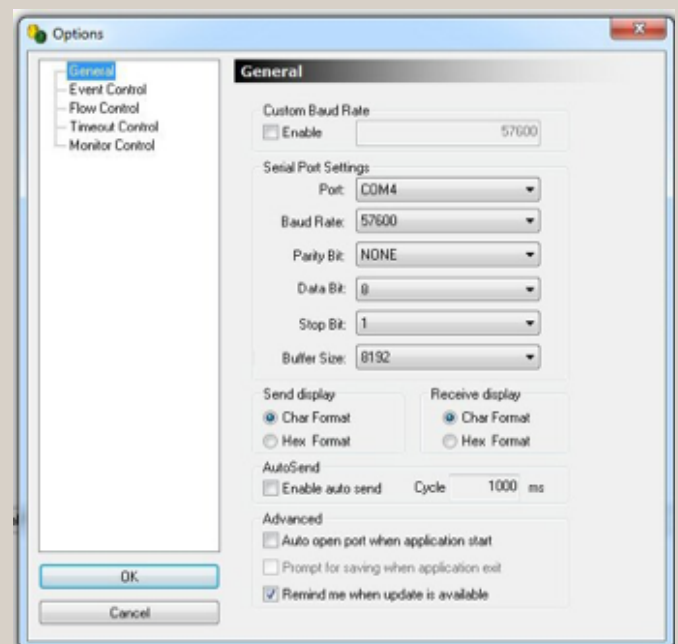 Options
General
Event Control
Flow Control
Timeout Control
Monitor Control
OK
Cancel
General
Custom Baud Rate
Enable 57600
Serial Port Settings
Port: COM4
Baud Rate: 57600
Parity Bit: NONE
Data Bit: 8
Stop Bit: 1
Buffer Size: 8192
Send display Receive display
Char Format Char Format
Hex Format Hex Format
AutoSend
Enable auto send Cycle 1000 ms
Advanced
Auto open port when application start
Prompt for saving when application exit
Remind me when update is available